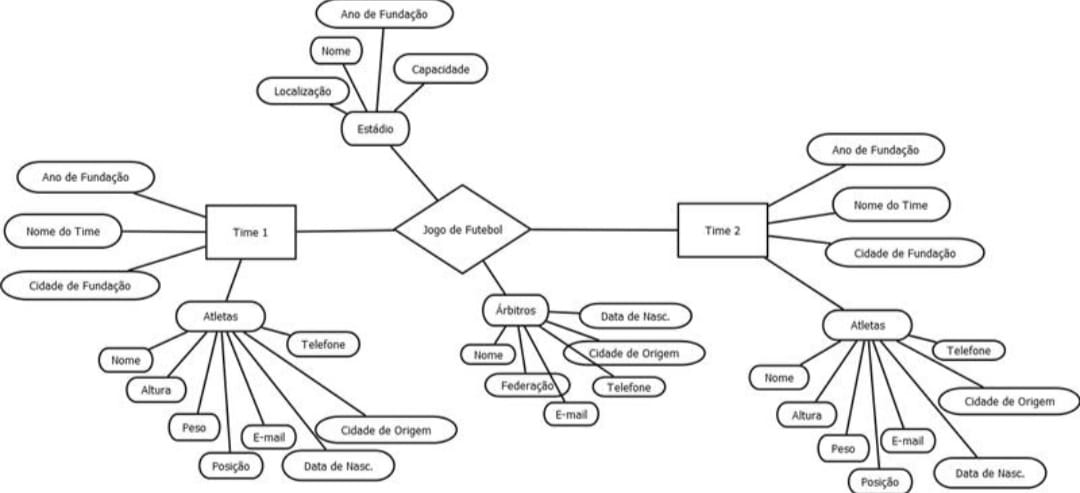 Ano de Fundação
Nome
Capacidade
Localização
Estádio
Ano de Fundação
Nome do Time
Cidade de Fundação
Time 1
Jogo de Futebol
Time 2
Ano de Fundação
Nome do Time
Cidade de Fundação
Atletas
Nome
Altura
Peso
Posição
E-mail
Data de Nasc.
Cidade de Origem
Telefone
Árbitros
Data de Nasc.
Nome
Cidade de Origem
Federação
Telefone
E-mail
Atletas
Telefone
Nome
Cidade de Origem
Altura
Peso
E-mail
Posição
Data de Nasc.